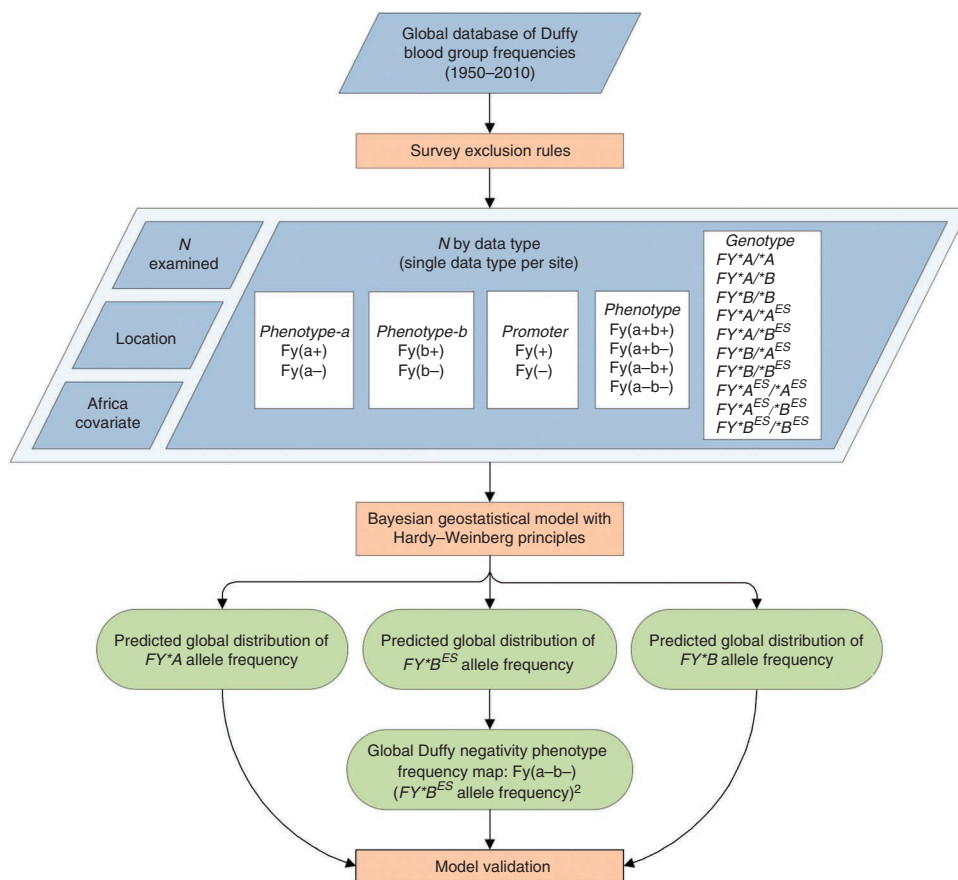 Global database of Duffy
blood group frequencies
(1950–2010)
Survey exclusion rules
N
examined
Location
Africa
covariate
N by data type
(single data type per site)
Phenotype-a
Fy(a+)
Fy(a–)
Phenotype-b
Fy(b+)
Fy(b–)
Promoter
Fy(+)
Fy(–)
Phenotype
Fy(a+b+)
Fy(a+b–)
Fy(a–b+)
Fy(a–b–)
Genotype
FY*A/*A
FY*A/*B
FY*B/*B
FY*A/*A^ES
FY*A/*B^ES
FY*B/*A^ES
FY*B/*B^ES
FY*A^ES/*A^ES
FY*A^ES/*B^ES
FY*B^ES/*B^ES
Bayesian geostatistical model with
Hardy–Weinberg principles
Predicted global distribution of
FY*A allele frequency
Predicted global distribution of
FY*B^ES allele frequency
Predicted global distribution of
FY*B allele frequency
Global Duffy negativity phenotype
frequency map: Fy(a–b–)
(FY*B^ES allele frequency)²
Model validation